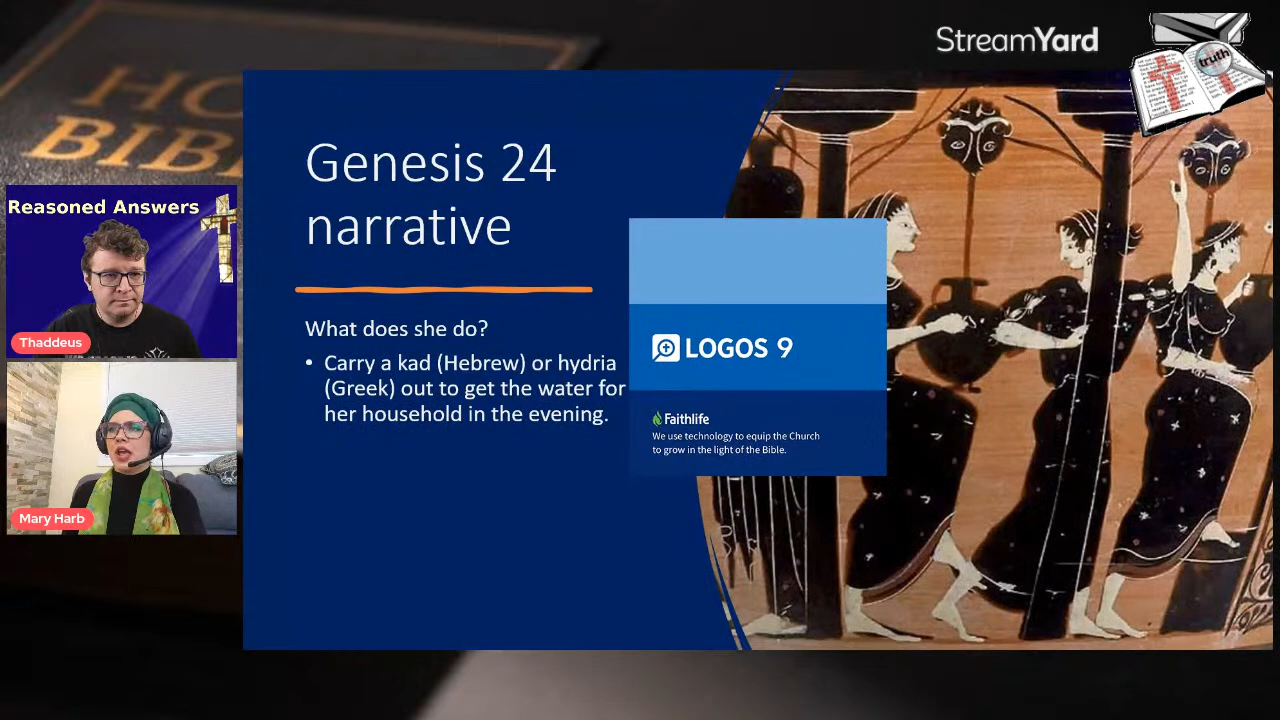 HO
BIB
StreamYard
truth
Reasoned Answers
Thaddeus
Mary Harb
Genesis 24
narrative
What does she do?
• Carry a kad (Hebrew) or hydria
(Greek) out to get the water for
her household in the evening.
LOGOS 9
Faithlife
We use technology to equip the Church
to grow in the light of the Bible.